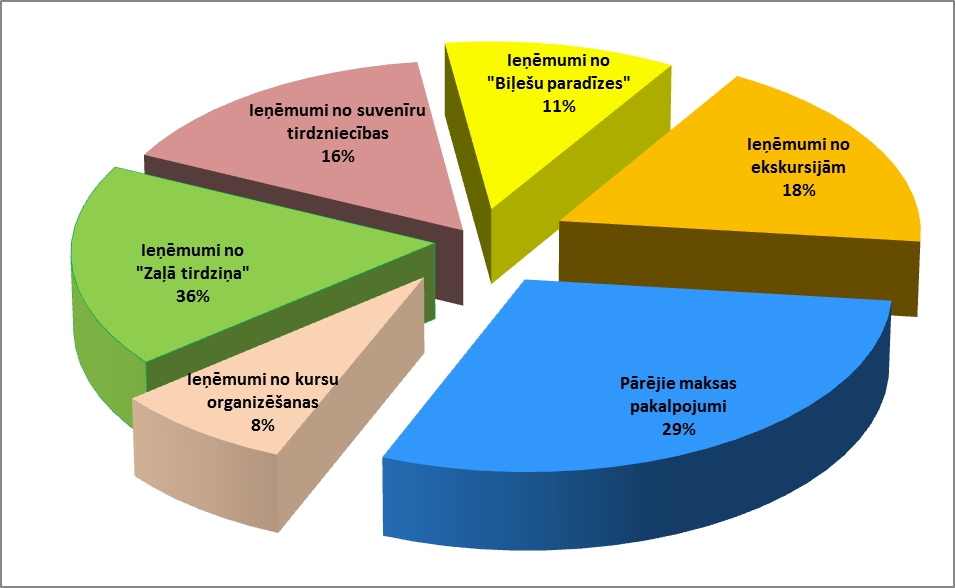 Ieņēmumi no
"Biļešu paradīzes"
11%
Ieņēmumi no
ekskursijām
18%
Pārējie maksas
pakalpojumi
29%
Ieņēmumi no kursu
organizēšanas
8%
Ieņēmumi no
"Zaļā tirdziņa"
36%
Ieņēmumi no suvenīru
tirdzniecības
16%